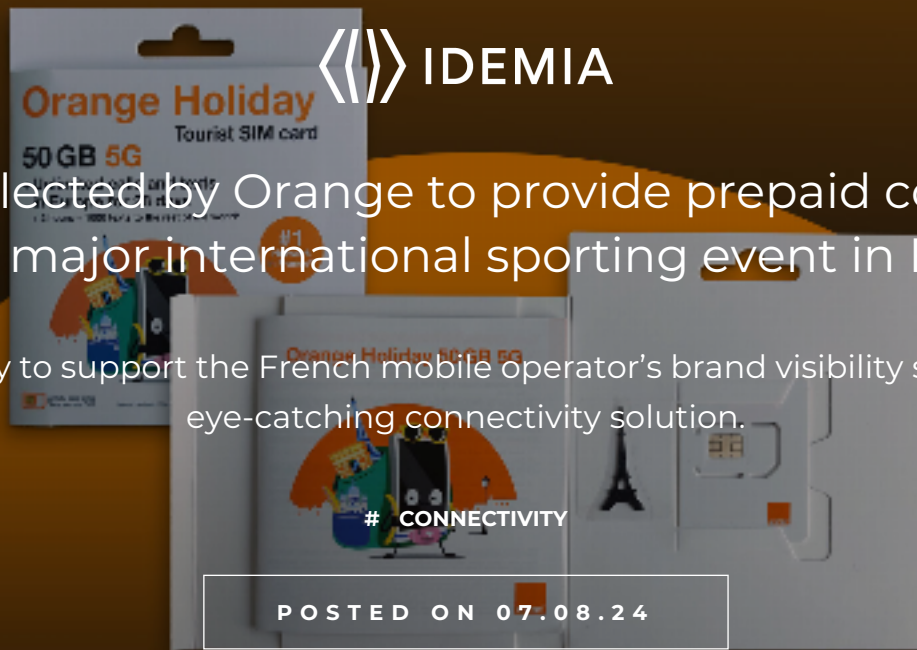 IDEMIA
Orange Holiday
Tourist SIM card
50GB 5G
lected by Orange to provide prepaid co
major international sporting event in
#1
Orange Holiday 50GB 5G
y to support the French mobile operator's brand visibility s
eye-catching connectivity solution.
# CONNECTIVITY
POSTED ON 07.08.24